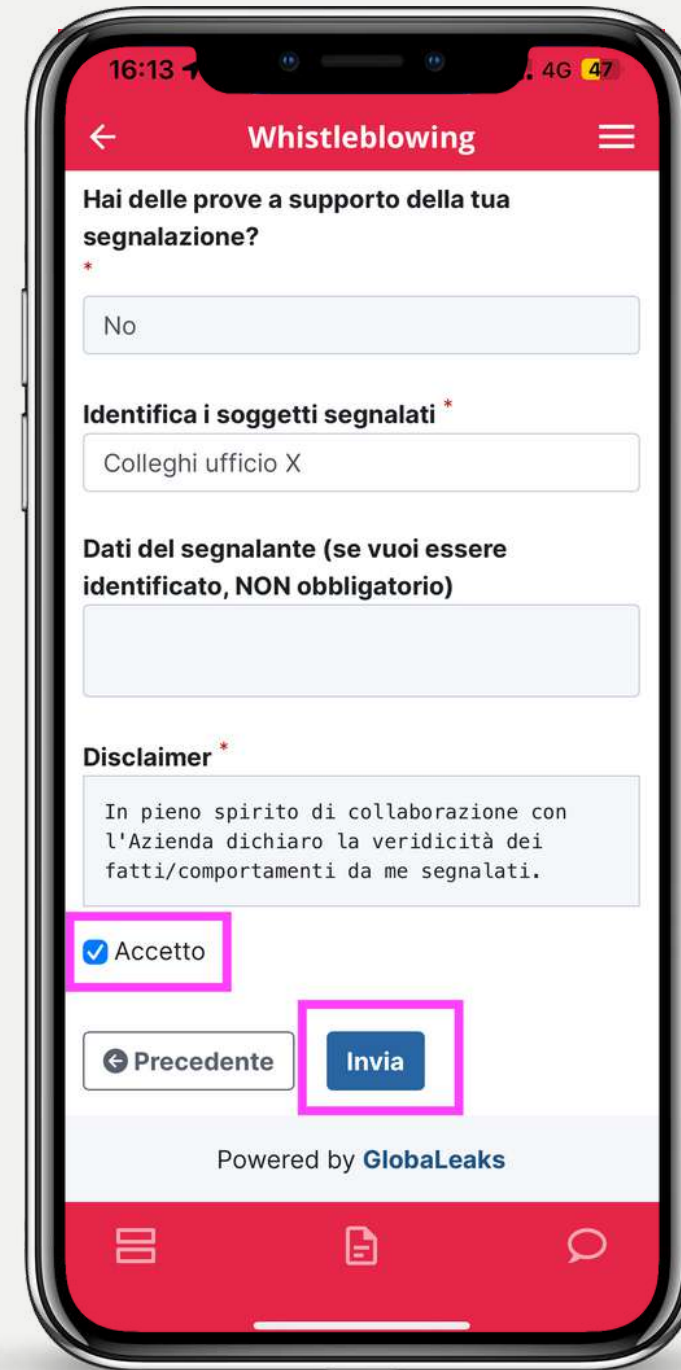 16:13
4G 47
Whistleblowing
Hai delle prove a supporto della tua
segnalazione?
*
No
Identifica i soggetti segnalati *
Colleghi ufficio X
Dati del segnalante (se vuoi essere
identificato, NON obbligatorio)
Disclaimer *
In pieno spirito di collaborazione con
l'Azienda dichiaro la veridicità dei
fatti/comportamenti da me segnalati.
Accetto
Precedente
Invia
Powered by GlobaLeaks